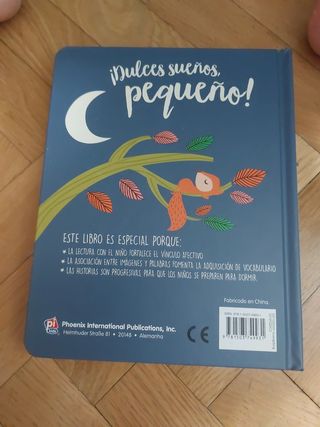 ¡Dulces sueños,
pequeño!
ESTE LIBRO ES ESPECIAL PORQUE:
• LA LECTURA CON EL NIÑO FORTALECE EL VÍNCULO AFECTIVO
• LA ASOCIACIÓN ENTRE IMÁGENES Y PALABRAS FOMENTA LA ADQUISICIÓN DE VOCABULARIO
• LAS HISTORIAS SON PROGRESIVAS PARA QUE LOS NIÑOS SE PREPAREN PARA DORMIR.
Fabricado en China
pi
kids
Phoenix International Publications, Inc.
Heimhuder Straße 81 • 20148 • Alemania
CE